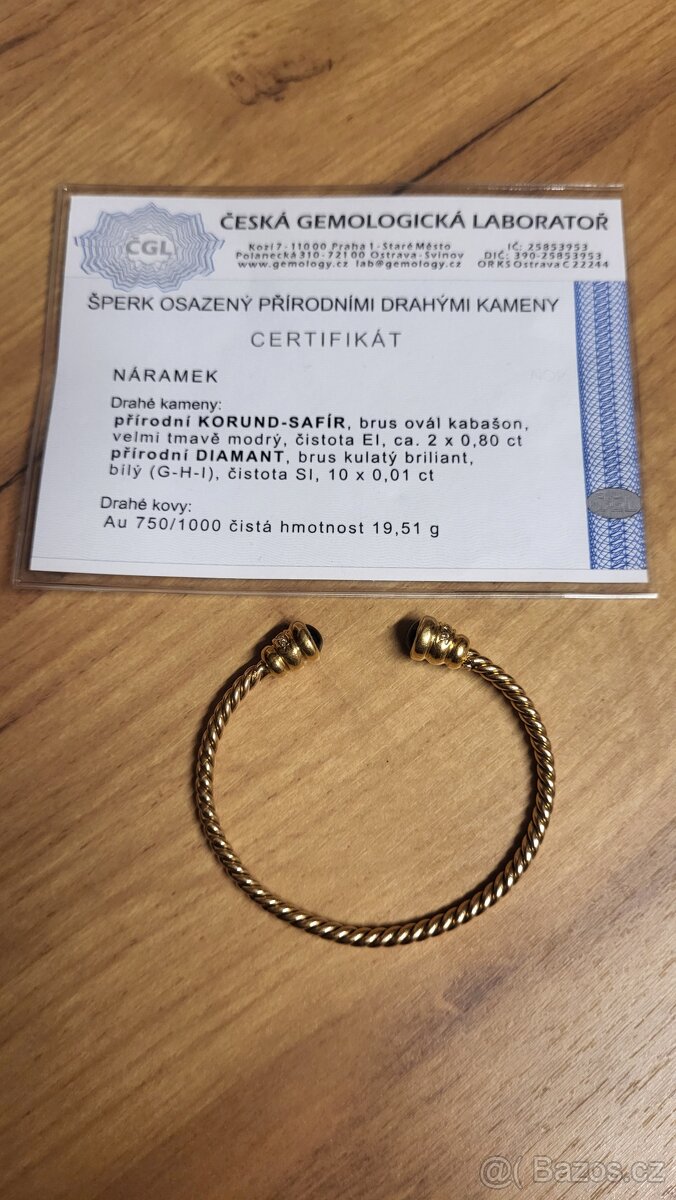 CGL
ČESKÁ GEMOLOGICKÁ LABORATOŘ
Kozí 7 - 110 00 Praha 1 - Staré Město
Polanecká 310 - 721 00 Ostrava - Svinov
www.gemology.cz lab@gemology.cz
IČ: 25853953
DIČ: 390-25853953
OR KS Ostrava C 22244
ŠPERK OSAZENÝ PŘÍRODNÍMI DRAHÝMI KAMENY
CERTIFIKÁT
NÁRAMEK
Drahé kameny:
přírodní KORUND-SAFÍR, brus ovál kabašon,
velmi tmavě modrý, čistota EI, ca. 2 x 0,80 ct
přírodní DIAMANT, brus kulatý briliant,
bílý (G-H-I), čistota SI, 10 x 0,01 ct
Drahé kovy:
Au 750/1000 čistá hmotnost 19,51 g
CGL
@( Bazos.cz